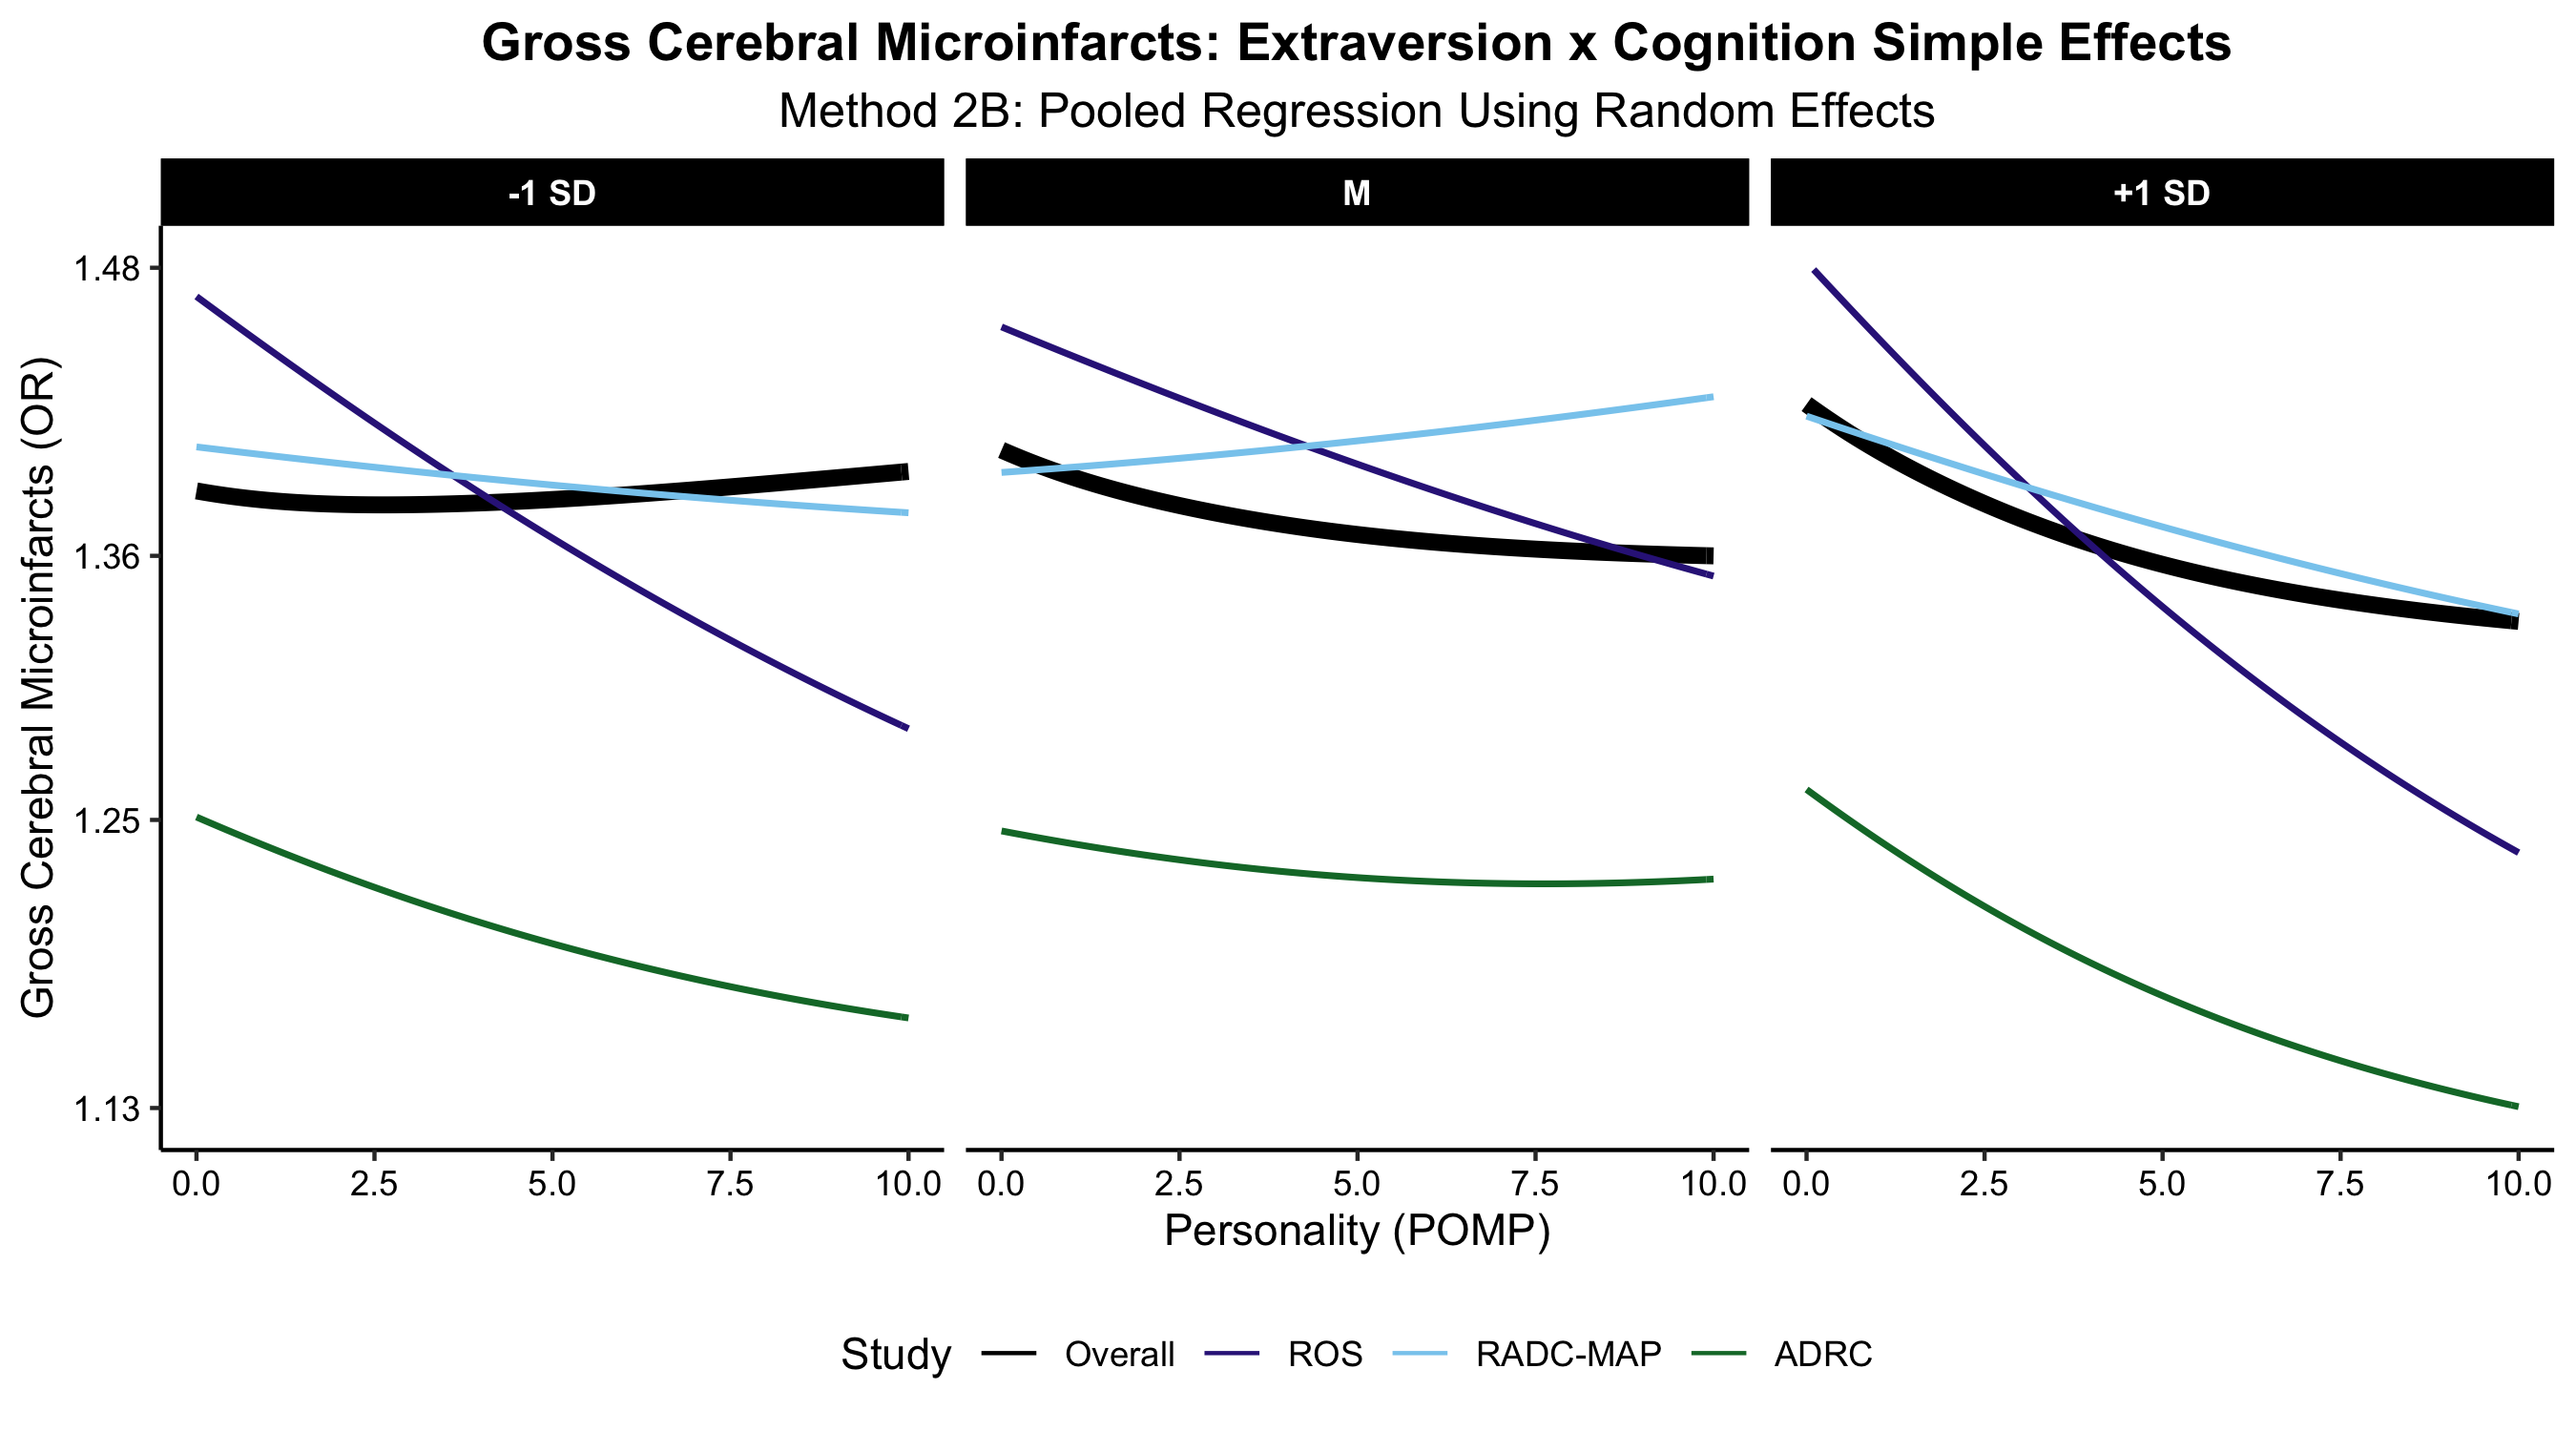 Gross Cerebral Microinfarcts: Extraversion x Cognition Simple Effects
Method 2B: Pooled Regression Using Random Effects
-1 SD
M
+1 SD
Gross Cerebral Microinfarcts (OR)
1.48
1.36
1.25
1.13
0.0 2.5 5.0 7.5 10.0
0.0 2.5 5.0 7.5 10.0
0.0 2.5 5.0 7.5 10.0
Personality (POMP)
Study Overall ROS RADC-MAP ADRC